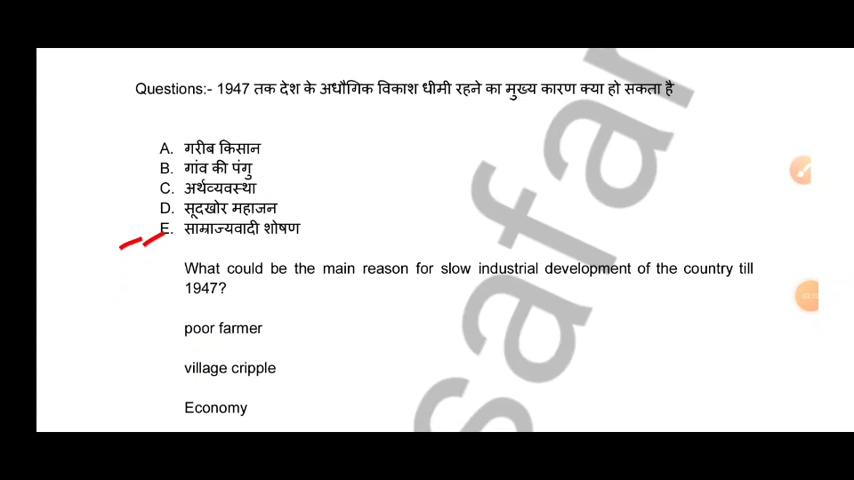 Questions:- 1947 तक देश के अधौगिक विकाश धीमी रहने का मुख्य कारण क्या हो सकता है
A. गरीब किसान
B. गांव की पंगु
C. अर्थव्यवस्था
D. सूदखोर महाजन
E. साम्राज्यवादी शोषण
What could be the main reason for slow industrial development of the country till
1947?
poor farmer
village cripple
Economy
safar